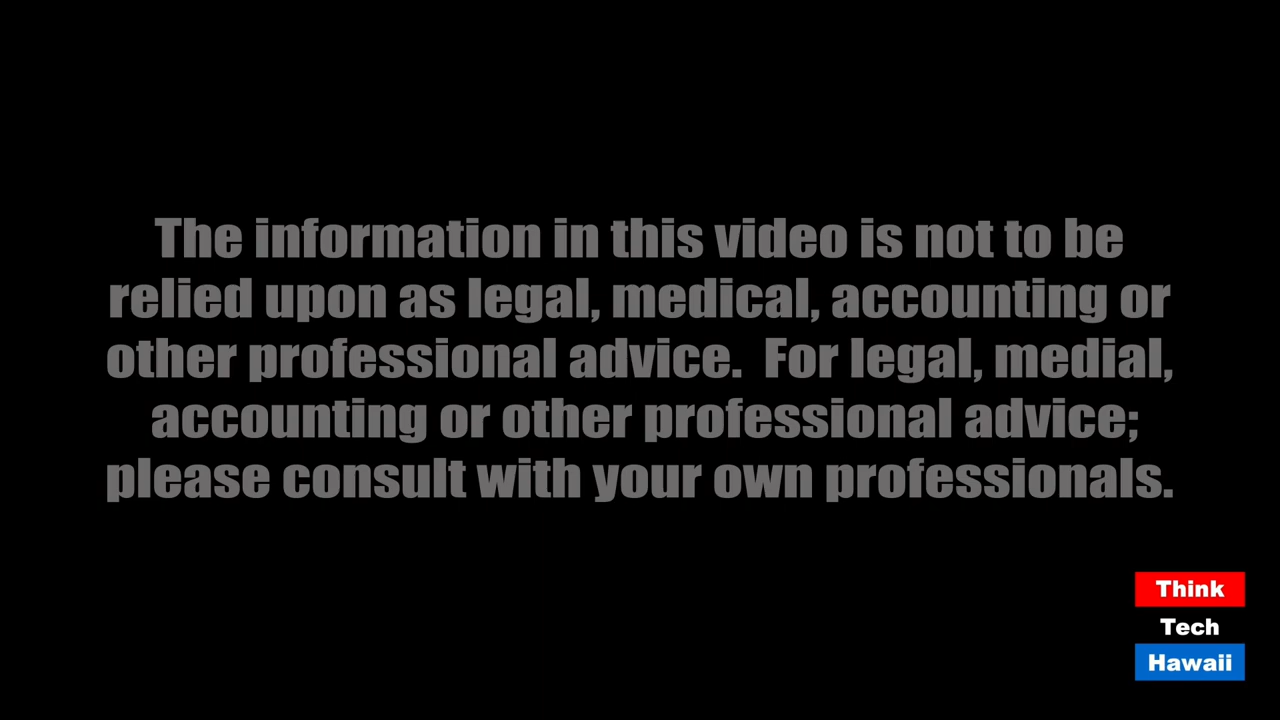 The information in this video is not to be
relied upon as legal, medical, accounting or
other professional advice.  For legal, medial,
accounting or other professional advice;
please consult with your own professionals.
Think
Tech
Hawaii